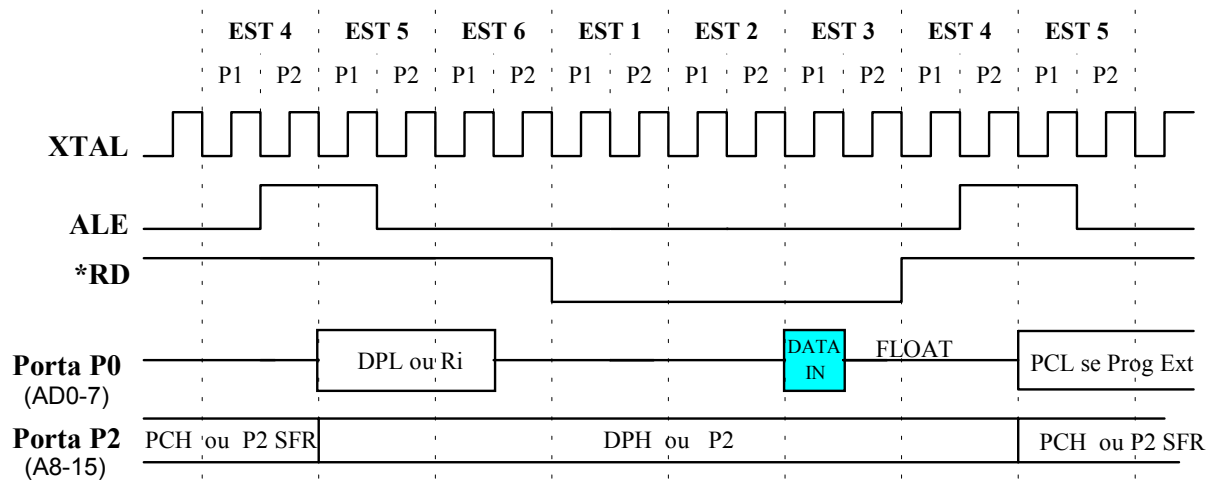 EST 4 EST 5 EST 6 EST 1 EST 2 EST 3 EST 4 EST 5
P1 P2 P1 P2 P1 P2 P1 P2 P1 P2 P1 P2 P1 P2 P1 P2
XTAL
ALE
*RD
Porta P0
(AD0-7)
DPL ou Ri
DATA
IN
FLOAT
PCL se Prog Ext
Porta P2
(A8-15)
PCH ou P2 SFR
DPH ou P2
PCH ou P2 SFR